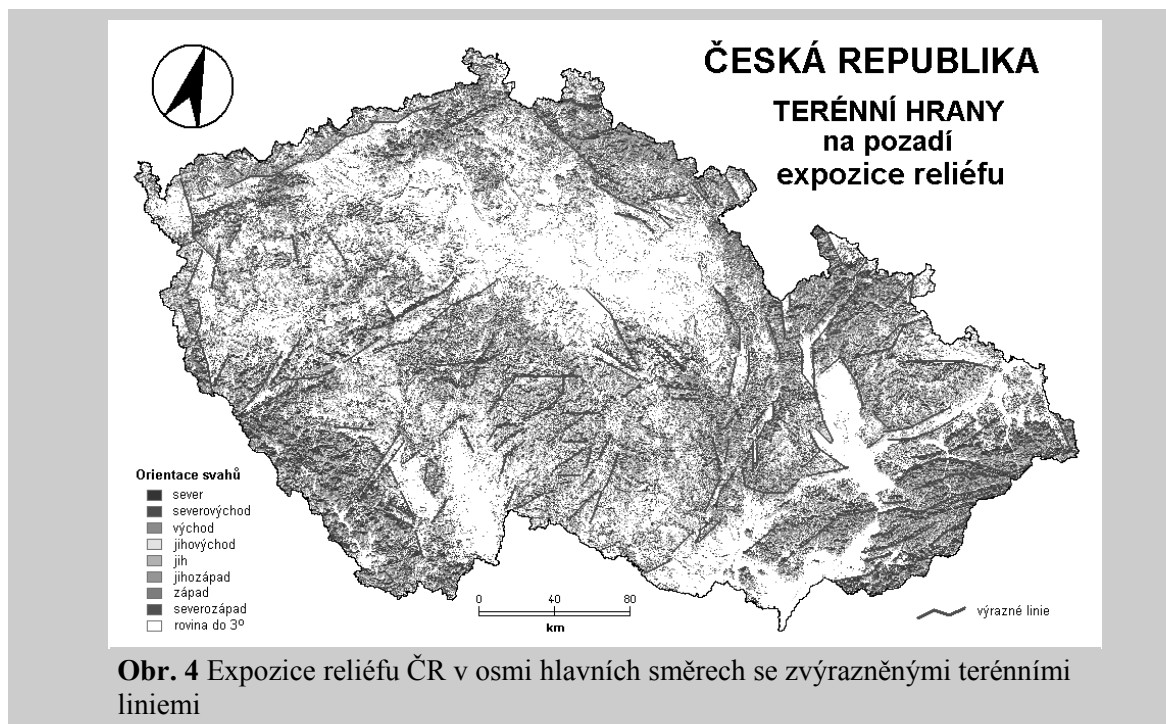 ČESKÁ REPUBLIKA
TERÉNNÍ HRANY
na pozadí
expozice reliéfu
Orientace svahů
sever
severovýchod
východ
jihovýchod
jih
jihozápad
západ
severozápad
rovina do 3º
0 40 80
km
výrazné linie
Obr. 4 Expozice reliéfu ČR v osmi hlavních směrech se zvýrazněnými terénními
liniemi